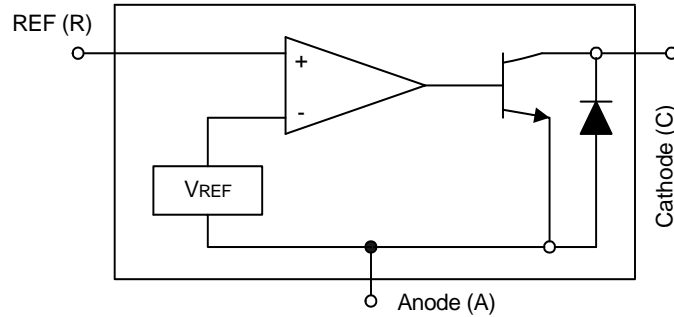 REF (R)
+
-
VREF
Cathode (C)
Anode (A)